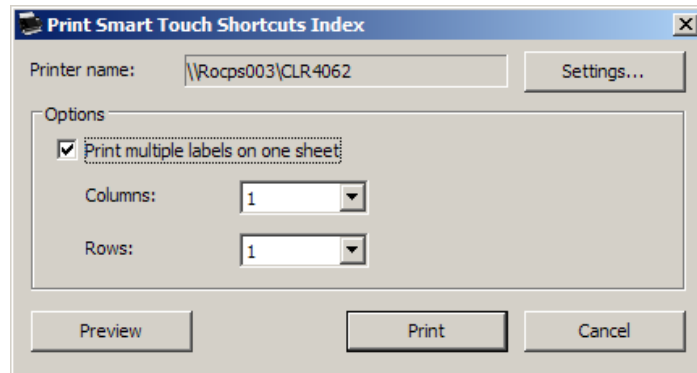 Print Smart Touch Shortcuts Index
Printer name: \\Rocps003\CLR4062 Settings...
Options
Print multiple labels on one sheet
Columns: 1
Rows: 1
Preview Print Cancel